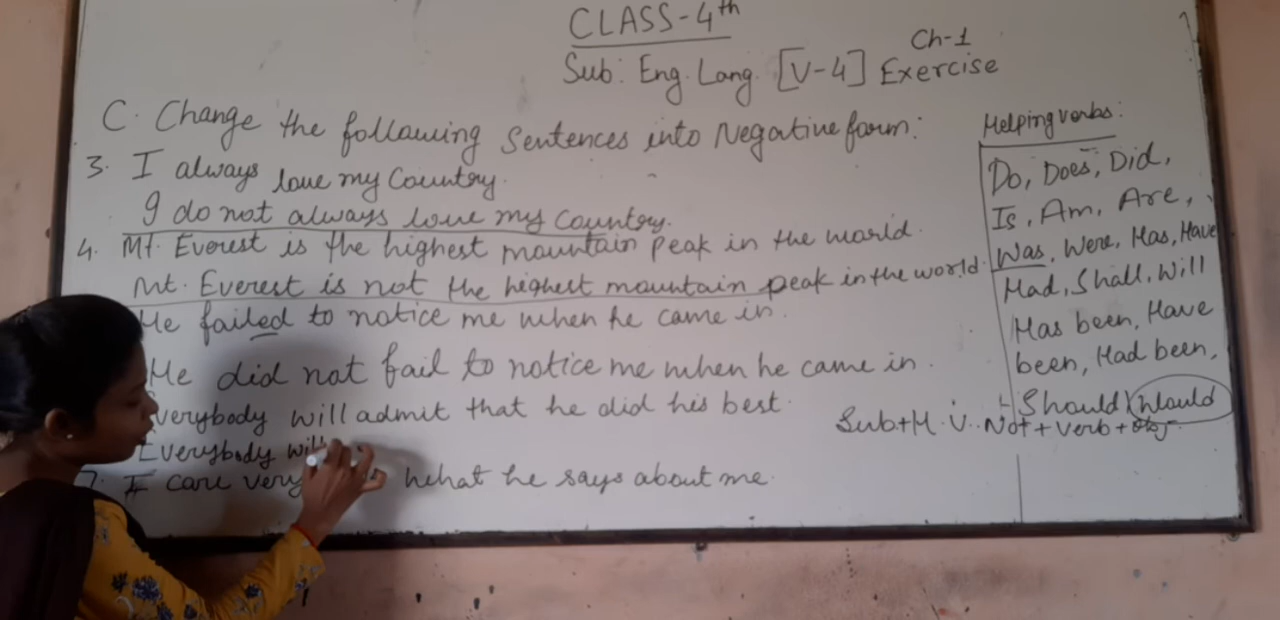 CLASS-4th
Sub: Eng. Lang. [V-4] Ch-1 Exercise
C. Change the following Sentences into Negative form:
3. I always love my Country.
I do not always love my Country.
4. Mt. Everest is the highest mountain peak in the world.
Mt. Everest is not the highest mountain peak in the world.
He failed to notice me when he came in.
He did not fail to notice me when he came in.
Everybody will admit that he did his best.
Everybody will
7. I care very what he says about me.
Helping verbs:
Do, Does, Did,
Is, Am, Are,
Was, Were, Has, Have
Had, Shall, Will
Has been, Have
been, Had been,
Should, Would
Sub+H.V.. Not+Verb+Obj.